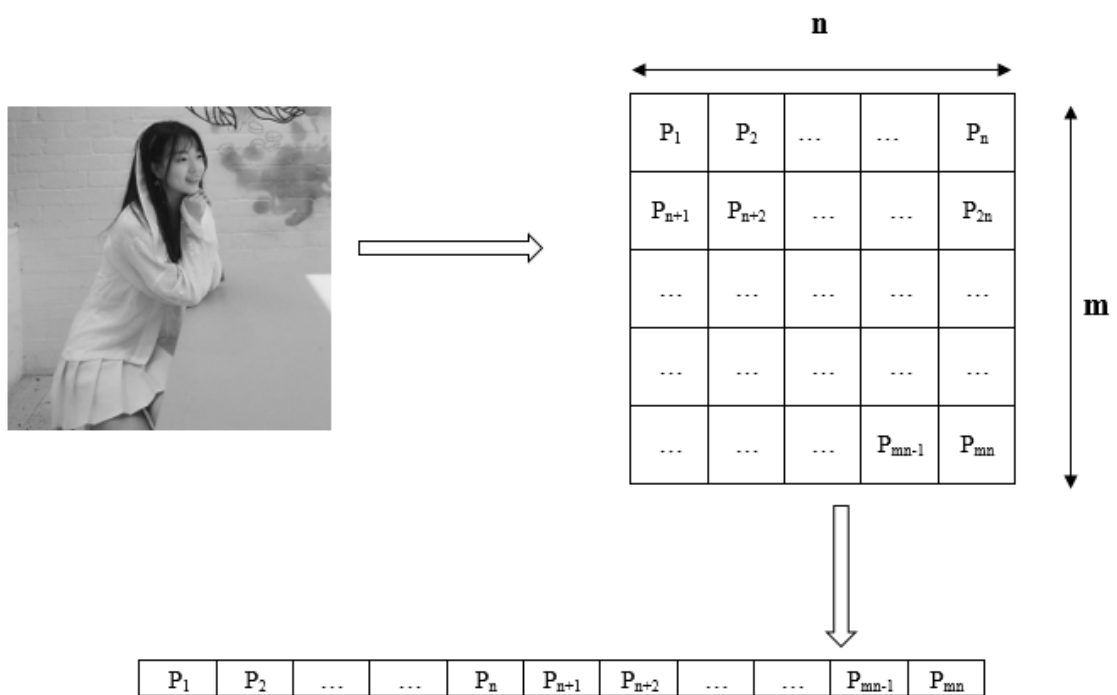 n
P₁ P₂ ... ... Pₙ
Pₙ₊₁ Pₙ₊₂ ... ... P₂ₙ
... ... ... ... ...
m
... ... ... ... ...
... ... ... Pₘₙ₋₁ Pₘₙ
P₁ P₂ ... ... Pₙ Pₙ₊₁ Pₙ₊₂ ... ... Pₘₙ₋₁ Pₘₙ